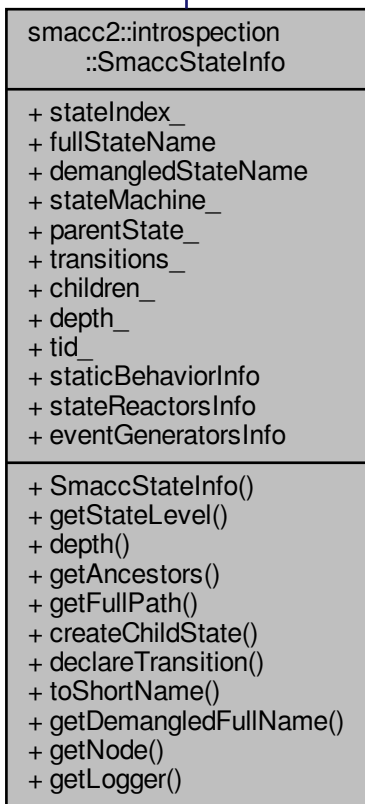 smacc2::introspection
::SmaccStateInfo
+ stateIndex_
+ fullStateName
+ demangledStateName
+ stateMachine_
+ parentState_
+ transitions_
+ children_
+ depth_
+ tid_
+ staticBehaviorInfo
+ stateReactorsInfo
+ eventGeneratorsInfo
+ SmaccStateInfo()
+ getStateLevel()
+ depth()
+ getAncestors()
+ getFullPath()
+ createChildState()
+ declareTransition()
+ toShortName()
+ getDemangledFullName()
+ getNode()
+ getLogger()